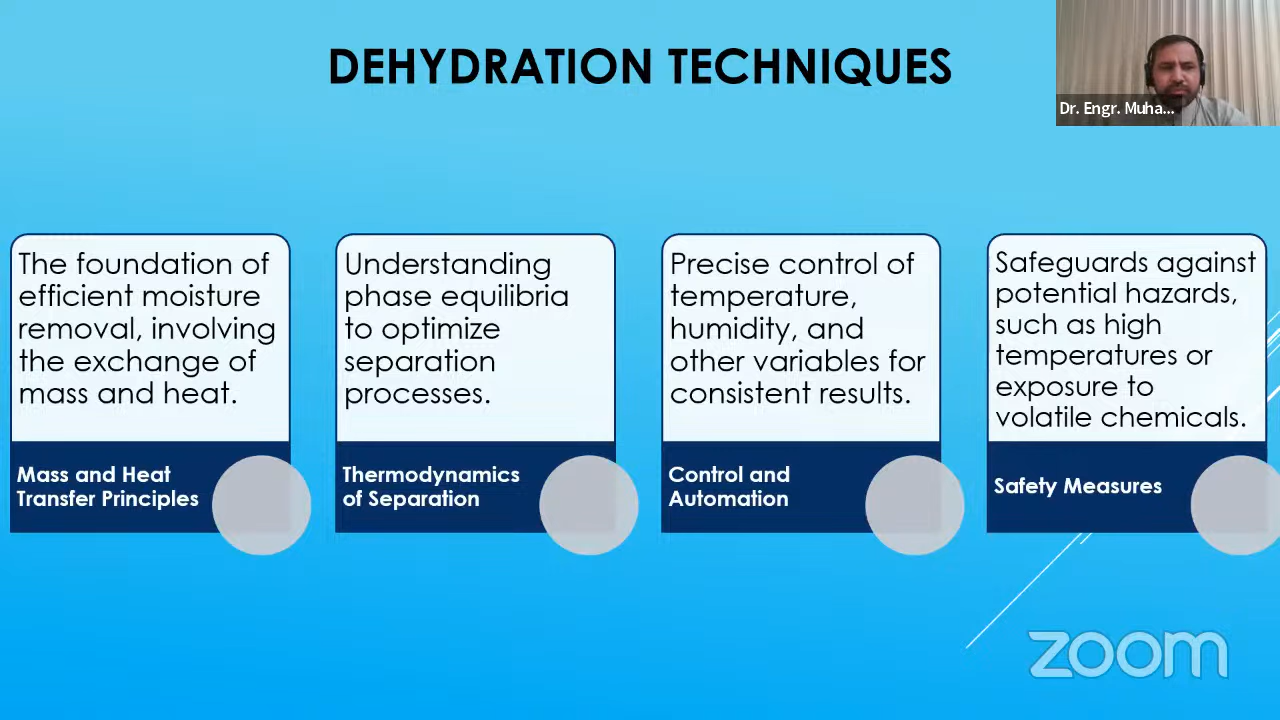 DEHYDRATION TECHNIQUES
Dr. Engr. Muha...
The foundation of
efficient moisture
removal, involving
the exchange of
mass and heat.
Mass and Heat
Transfer Principles
Understanding
phase equilibria
to optimize
separation
processes.
Thermodynamics
of Separation
Precise control of
temperature,
humidity, and
other variables for
consistent results.
Control and
Automation
Safeguards against
potential hazards,
such as high
temperatures or
exposure to
volatile chemicals.
Safety Measures
zoom